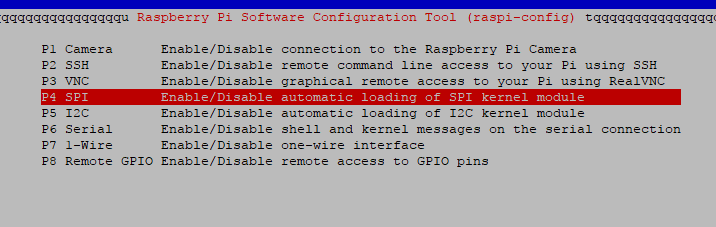 qqqqqqqqqqqqqqqqu Raspberry Pi Software Configuration Tool (raspi-config) tqqqqqqqqqqqqqqqq
P1 Camera Enable/Disable connection to the Raspberry Pi Camera
P2 SSH Enable/Disable remote command line access to your Pi using SSH
P3 VNC Enable/Disable graphical remote access to your Pi using RealVNC
P4 SPI Enable/Disable automatic loading of SPI kernel module
P5 I2C Enable/Disable automatic loading of I2C kernel module
P6 Serial Enable/Disable shell and kernel messages on the serial connection
P7 1-Wire Enable/Disable one-wire interface
P8 Remote GPIO Enable/Disable remote access to GPIO pins